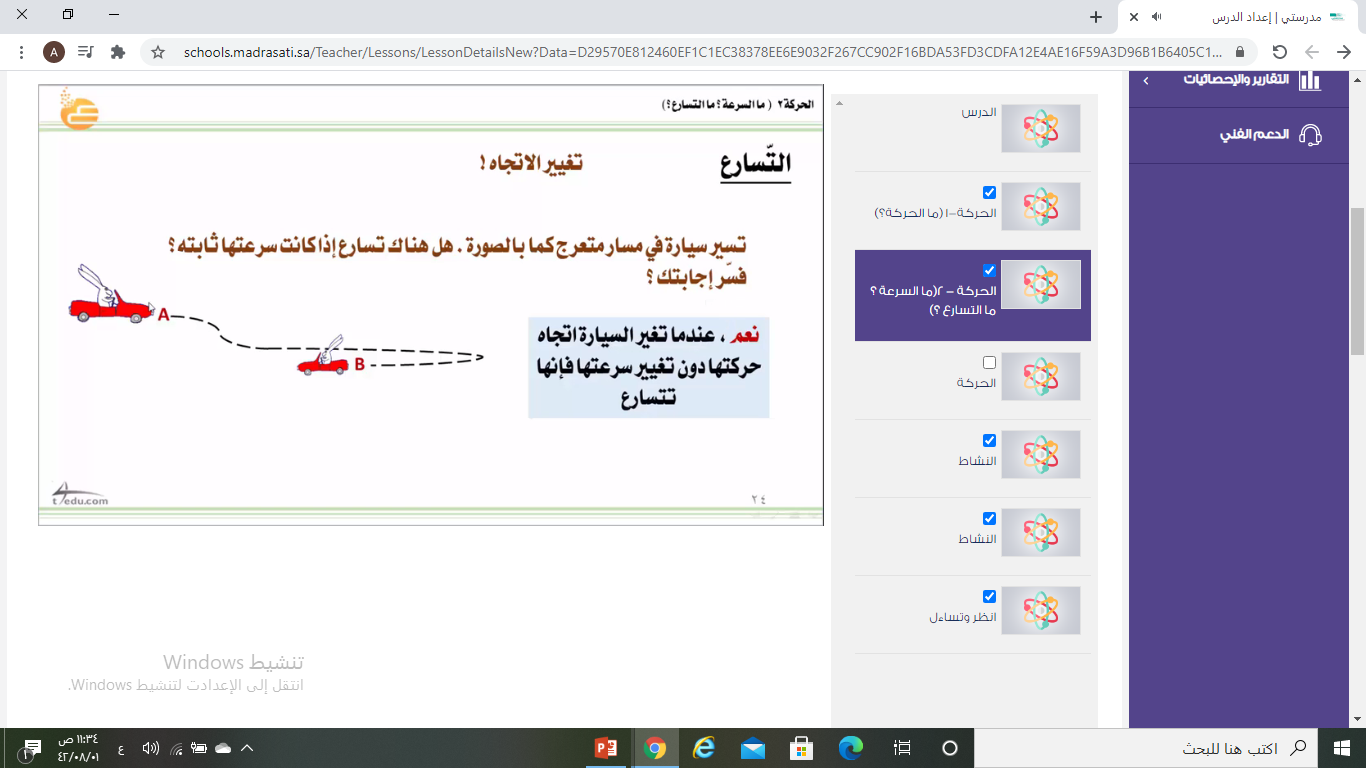 مدرستي | إعداد الدرس
schools.madrasati.sa/Teacher/Lessons/LessonDetailsNew?Data=D29570E812460EF1C1EC38378EE6E9032F267CC902F16BDA53FD3CDFA12E4AE16F59A3D96B1B6405C1...
A
التقارير والإحصائيات
الدعم الفني
الدرس
الحركة-١ (ما الحركة؟)
الحركة - ٢(ما السرعة ؟
ما التسارع ؟)
الحركة
النشاط
النشاط
انظر وتساءل
الحركة٢ ( ما السرعة؟ ما التسارع؟)
التّسارع
تغيير الاتجاه !
تسير سيارة في مسار متعرج كما بالصورة . هل هناك تسارع إذا كانت سرعتها ثابته ؟
فسّر إجابتك ؟
A
B
نعم ، عندما تغير السيارة اتجاه
حركتها دون تغيير سرعتها فإنها
تتسارع
t4edu.com
٢٤
تنشيط Windows
انتقل إلى الإعدادت لتنشيط Windows.
اكتب هنا للبحث
ع
١١:٣٤ ص
٤٢/٠٨/٠١
١